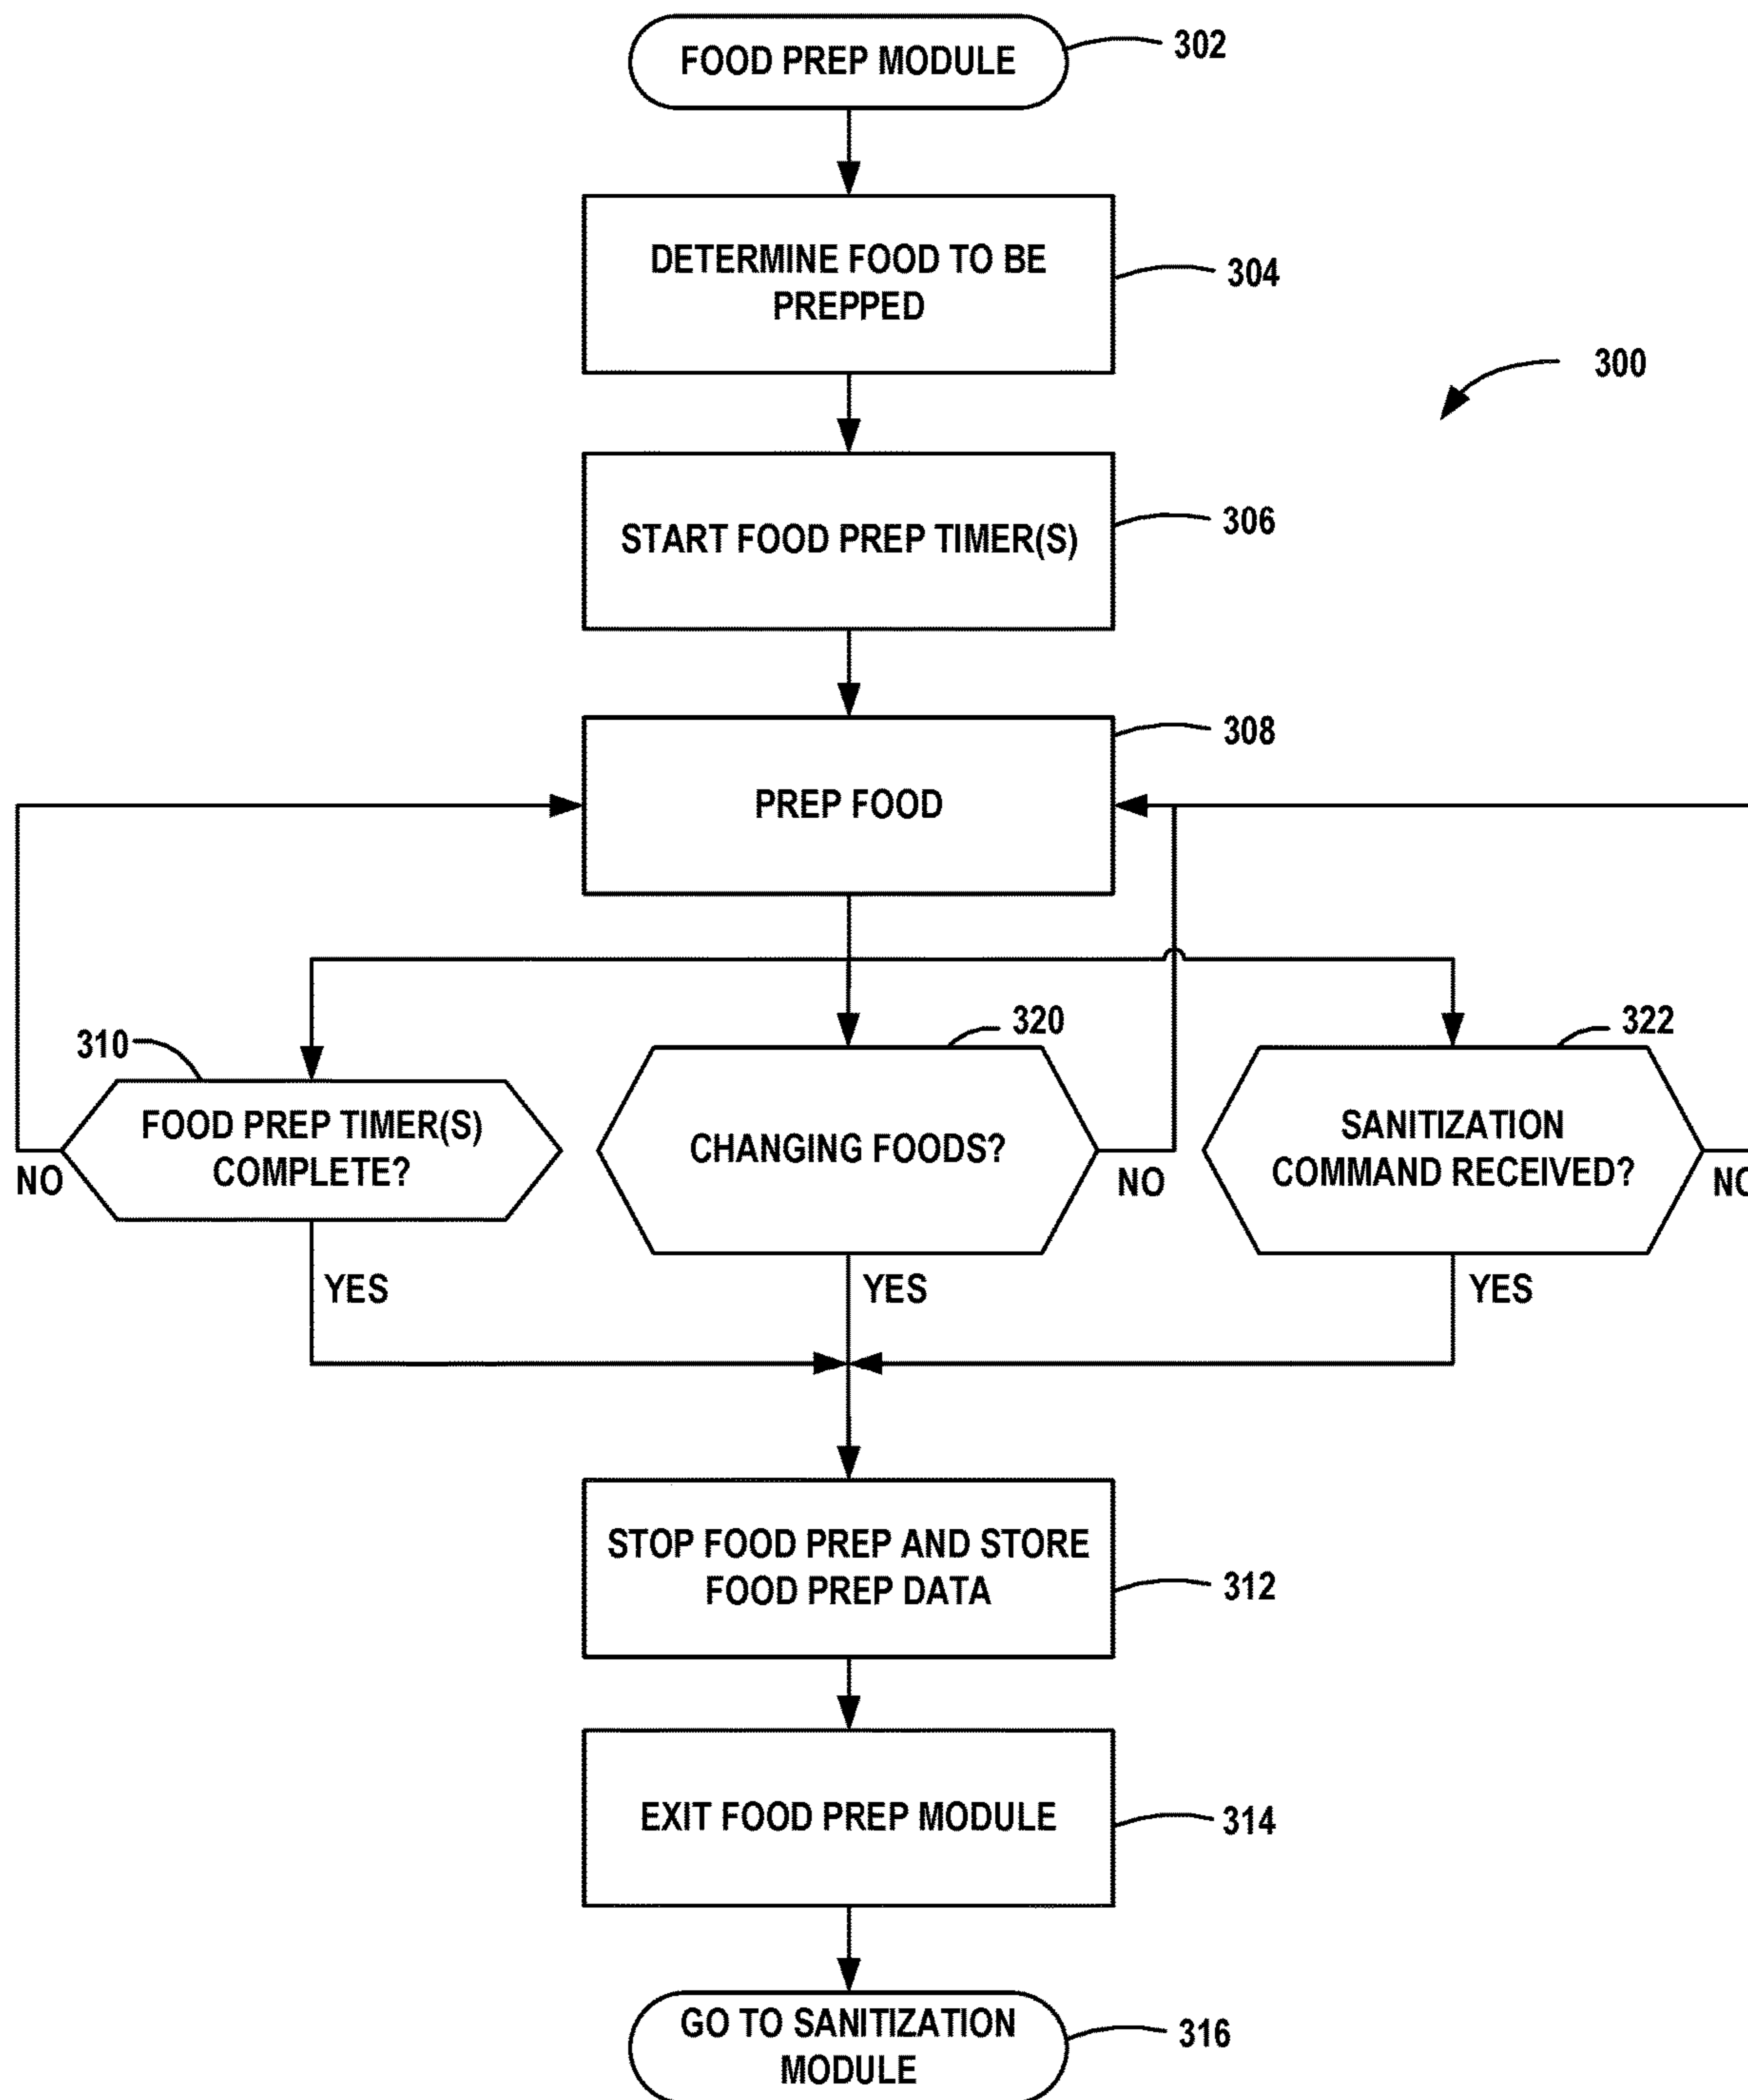 FOOD PREP MODULE
302
DETERMINE FOOD TO BE
PREPPED
304
300
START FOOD PREP TIMER(S)
306
308
PREP FOOD
310
320
322
FOOD PREP TIMER(S)
COMPLETE?
NO
CHANGING FOODS?
NO
SANITIZATION
COMMAND RECEIVED?
NO
YES
YES
YES
STOP FOOD PREP AND STORE
FOOD PREP DATA
312
EXIT FOOD PREP MODULE
314
GO TO SANITIZATION
MODULE
316